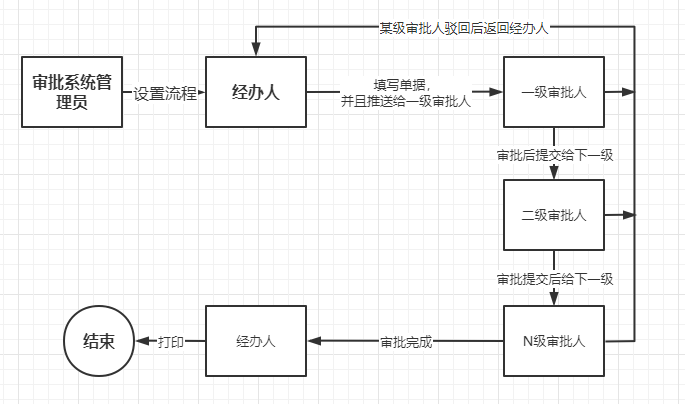 某级审批人驳回后返回经办人
审批系统管
理员
设置流程
经办人
填写单据，
并且推送给一级审批人
一级审批人
审批后提交给下一级
二级审批人
审批提交后给下一级
N级审批人
审批完成
经办人
打印
结束